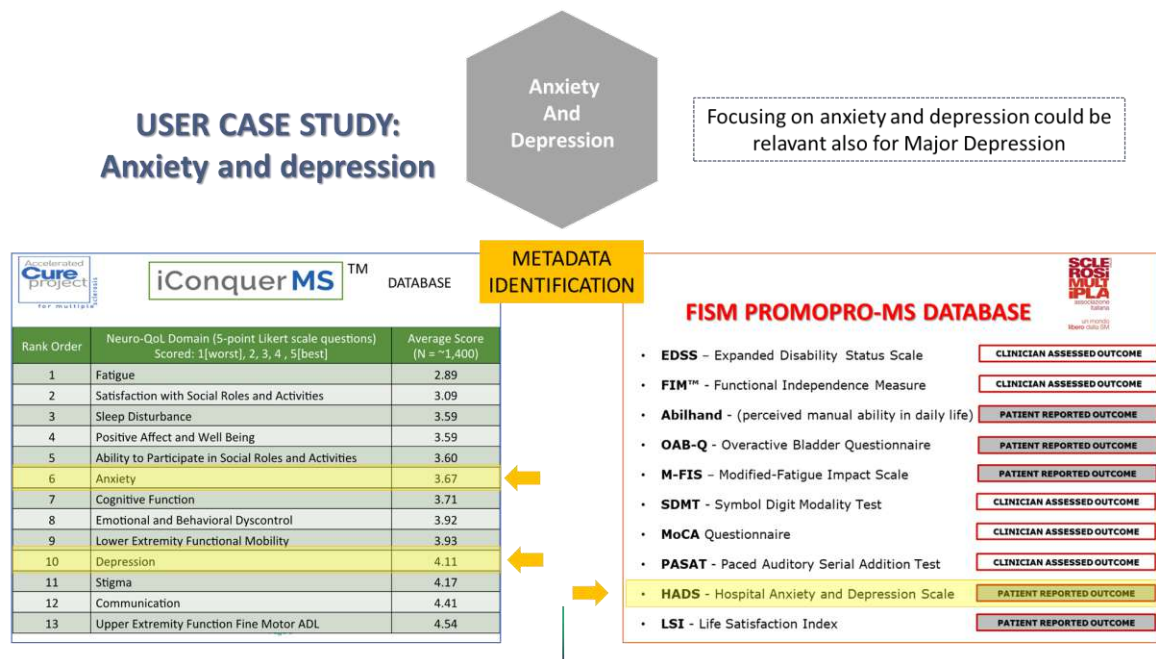 Anxiety
And
Depression
USER CASE STUDY:
Anxiety and depression
Focusing on anxiety and depression could be
relavant also for Major Depression
METADATA
IDENTIFICATION
Accelerated
Cure
project
for multiple
sclerosis
iConquerMS TM
DATABASE
Rank Order
Neuro-QoL Domain (5-point Likert scale questions)
Scored: 1[worst], 2, 3, 4 , 5[best]
Average Score
(N = ~1,400)
1 Fatigue 2.89
2 Satisfaction with Social Roles and Activities 3.09
3 Sleep Disturbance 3.59
4 Positive Affect and Well Being 3.59
5 Ability to Participate in Social Roles and Activities 3.60
6 Anxiety 3.67
7 Cognitive Function 3.71
8 Emotional and Behavioral Dyscontrol 3.92
9 Lower Extremity Functional Mobility 3.93
10 Depression 4.11
11 Stigma 4.17
12 Communication 4.41
13 Upper Extremity Function Fine Motor ADL 4.54
SCLE
ROSI
MULT
iPLA
associazione
italiana
un mondo
libero dalla SM
FISM PROMOPRO-MS DATABASE
• EDSS – Expanded Disability Status Scale CLINICIAN ASSESSED OUTCOME
• FIM™ - Functional Independence Measure CLINICIAN ASSESSED OUTCOME
• Abilhand - (perceived manual ability in daily life) PATIENT REPORTED OUTCOME
• OAB-Q - Overactive Bladder Questionnaire PATIENT REPORTED OUTCOME
• M-FIS – Modified-Fatigue Impact Scale PATIENT REPORTED OUTCOME
• SDMT - Symbol Digit Modality Test CLINICIAN ASSESSED OUTCOME
• MoCA Questionnaire CLINICIAN ASSESSED OUTCOME
• PASAT - Paced Auditory Serial Addition Test CLINICIAN ASSESSED OUTCOME
• HADS - Hospital Anxiety and Depression Scale PATIENT REPORTED OUTCOME
• LSI - Life Satisfaction Index PATIENT REPORTED OUTCOME